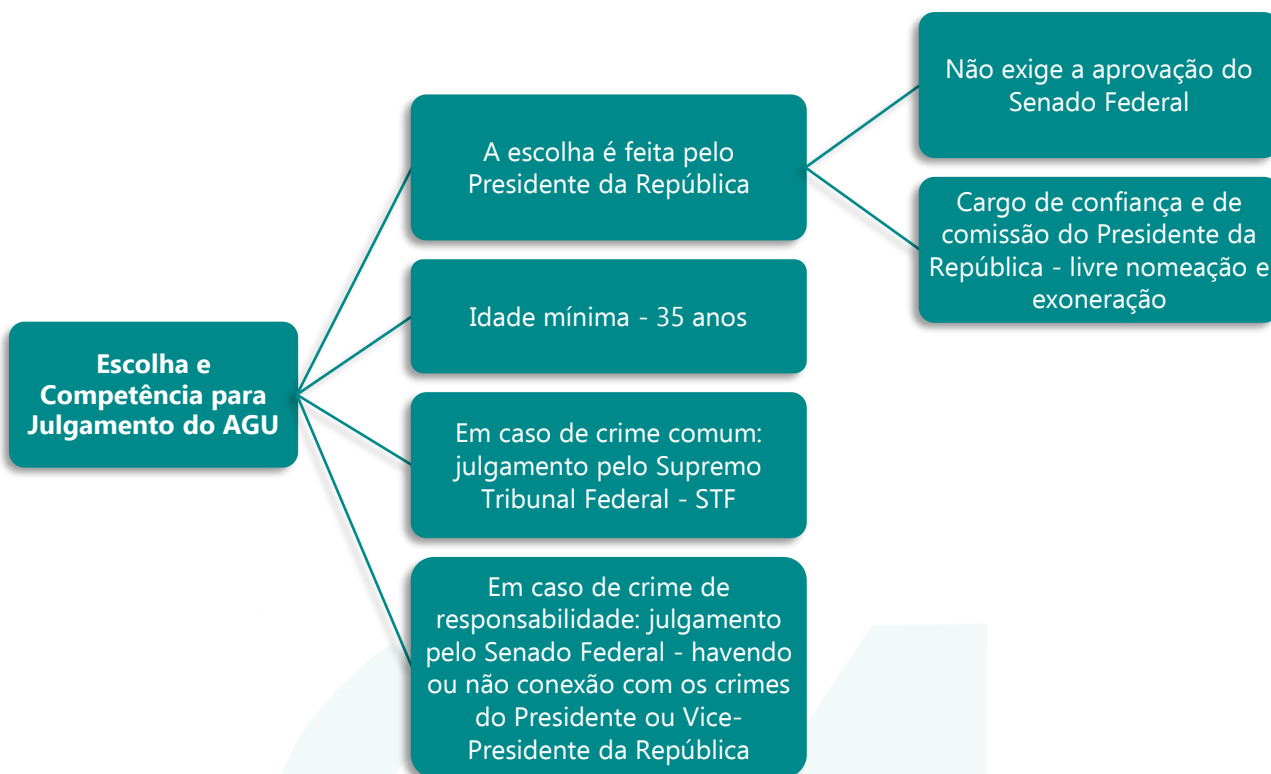 Escolha e
Competência para
Julgamento do AGU
A escolha é feita pelo
Presidente da República
Não exige a aprovação do
Senado Federal
Cargo de confiança e de
comissão do Presidente da
República - livre nomeação e
exoneração
Idade mínima - 35 anos
Em caso de crime comum:
julgamento pelo Supremo
Tribunal Federal - STF
Em caso de crime de
responsabilidade: julgamento
pelo Senado Federal - havendo
ou não conexão com os crimes
do Presidente ou Vice-
Presidente da República